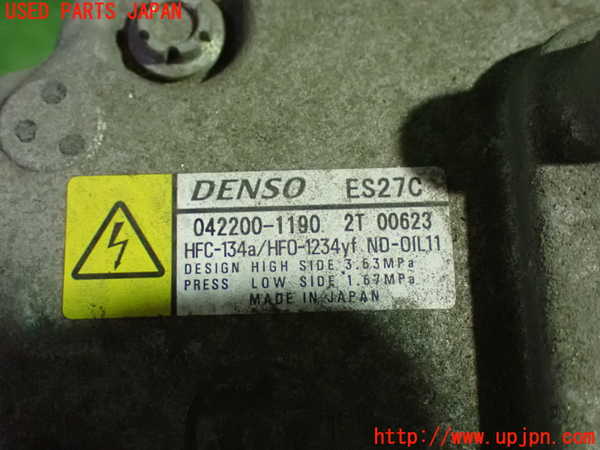 USED PARTS JAPAN
DENSO ES27C
042200-1190 2T 00623
HFC-134a/HFO-1234yf ND-OIL11
DESIGN HIGH SIDE 3.53MPa
PRESS LOW SIDE 1.67MPa
MADE IN JAPAN
http://www.upjpn.com/